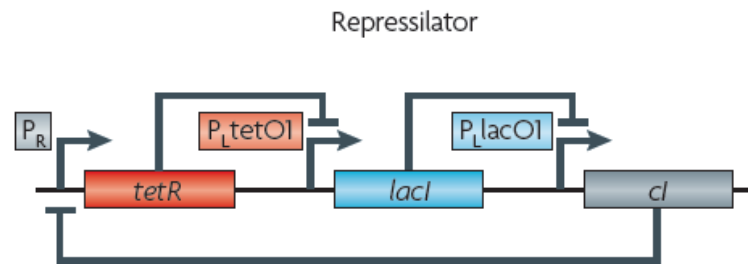 Repressilator
PR
PLtetO1
PLlacO1
tetR
lacI
cI